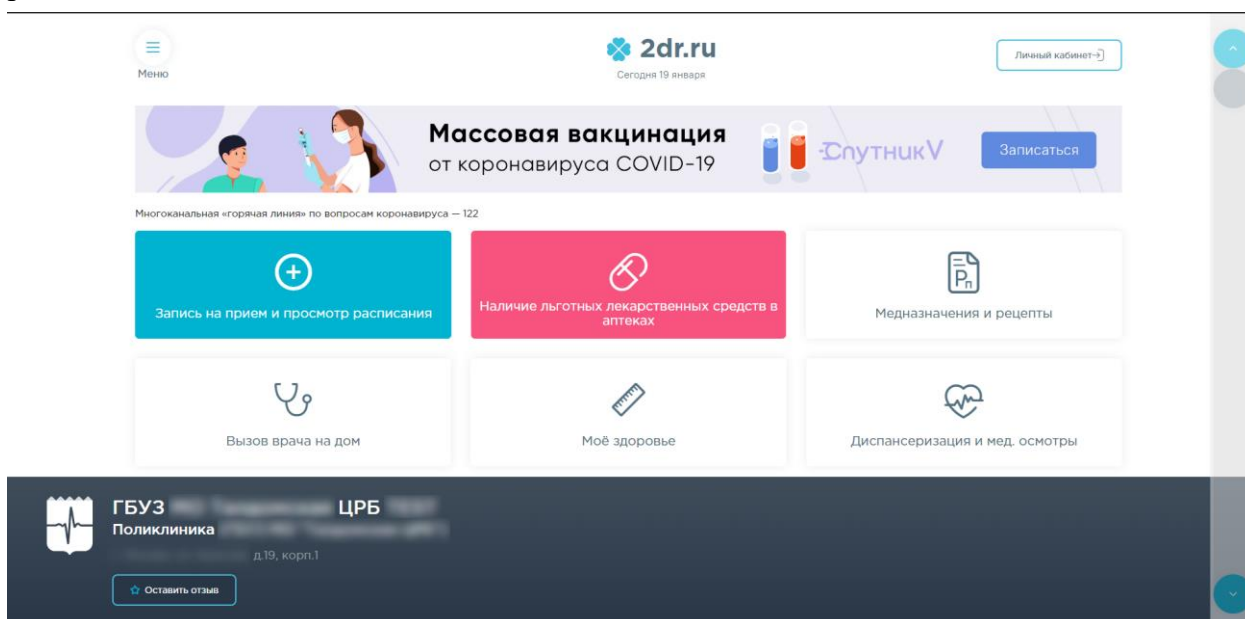 2dr.ru
Меню
Сегодня 19 января
Личный кабинет
Массовая вакцинация
от коронавируса COVID-19
СпутникV
Записаться
Многоканальная «горячая линия» по вопросам коронавируса — 122
Запись на прием и просмотр расписания
Наличие льготных лекарственных средств в
аптеках
Рп
Медназначения и рецепты
Вызов врача на дом
Моё здоровье
Диспансеризация и мед. осмотры
ГБУЗ ЦРБ
Поликлиника
д.19, корп.1
Оставить отзыв